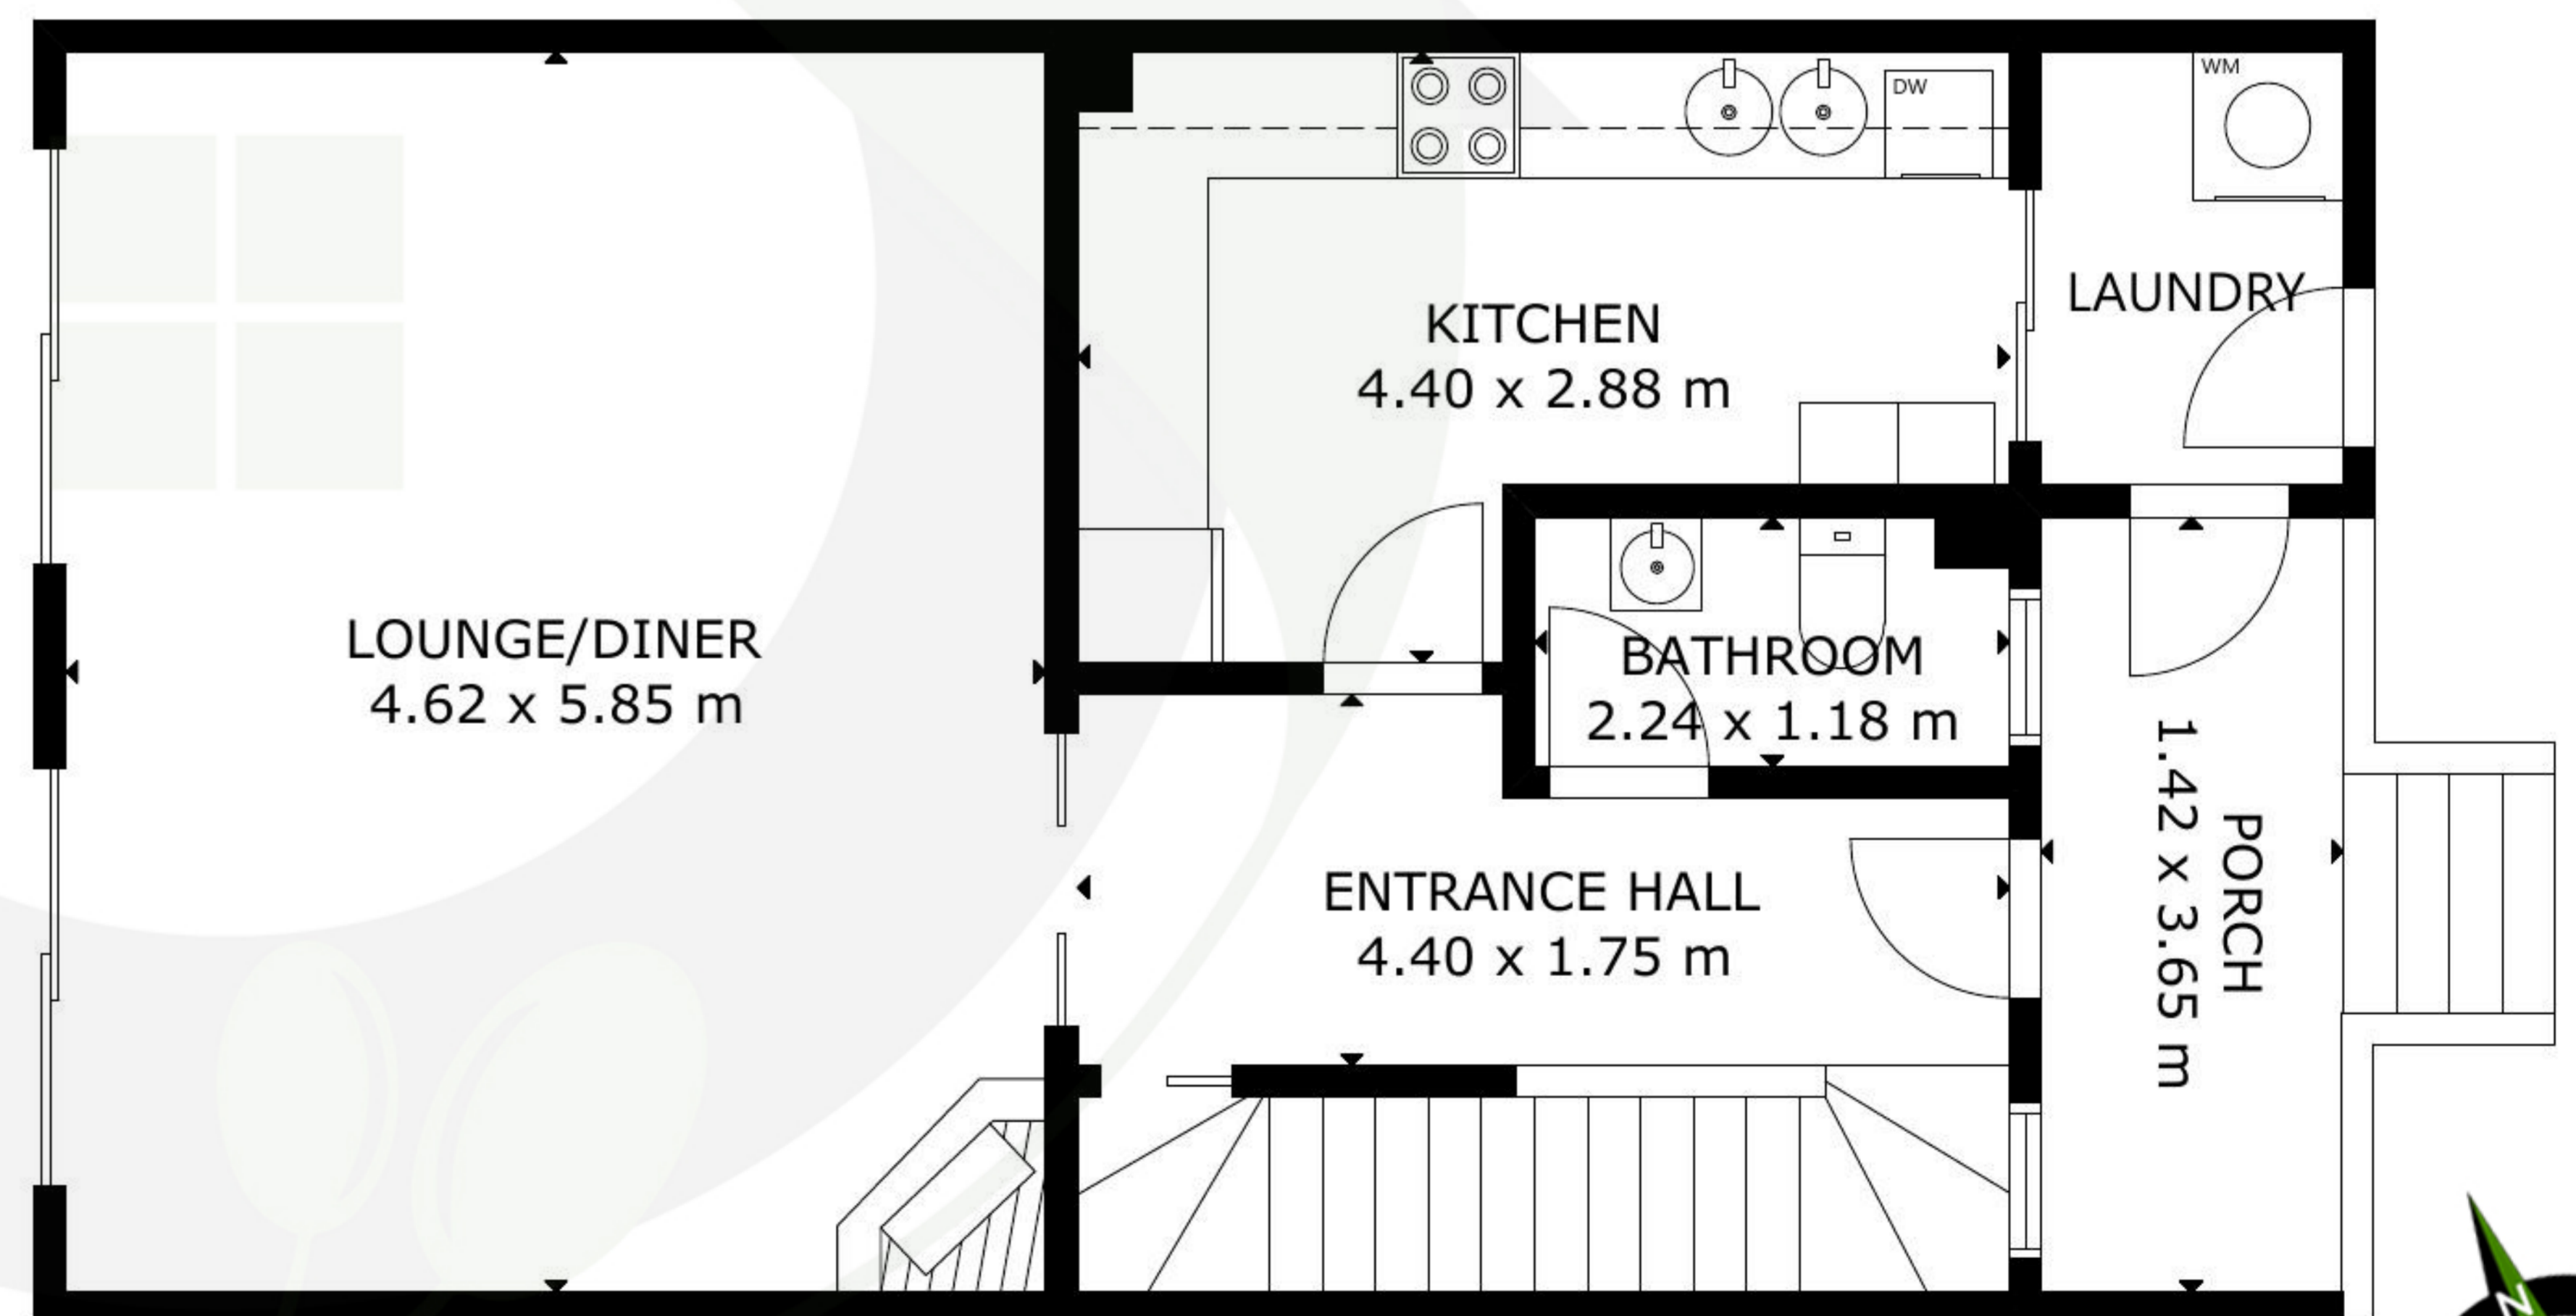 WM
DW
LAUNDRY
KITCHEN
4.40 x 2.88 m
LOUNGE/DINER
4.62 x 5.85 m
BATHROOM
2.24 x 1.18 m
PORCH
1.42 x 3.65 m
ENTRANCE HALL
4.40 x 1.75 m
N